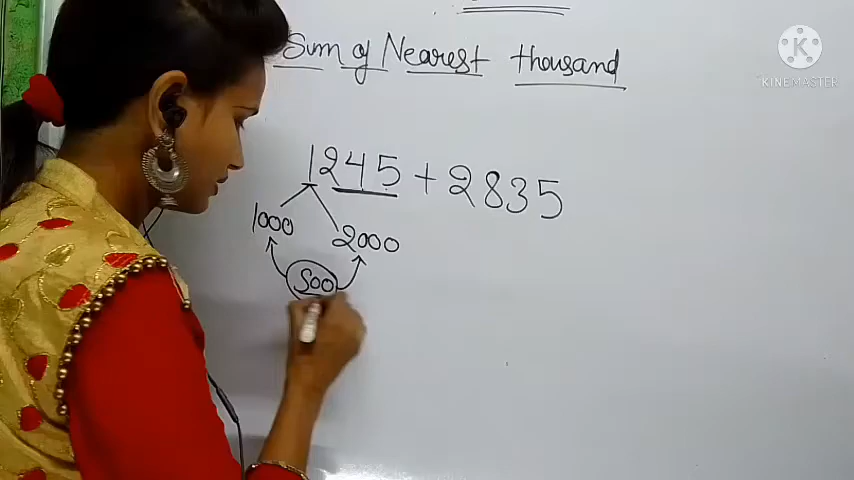 Sum of Nearest thousand
K
KINEMASTER
1245 + 2835
1000
2000
500